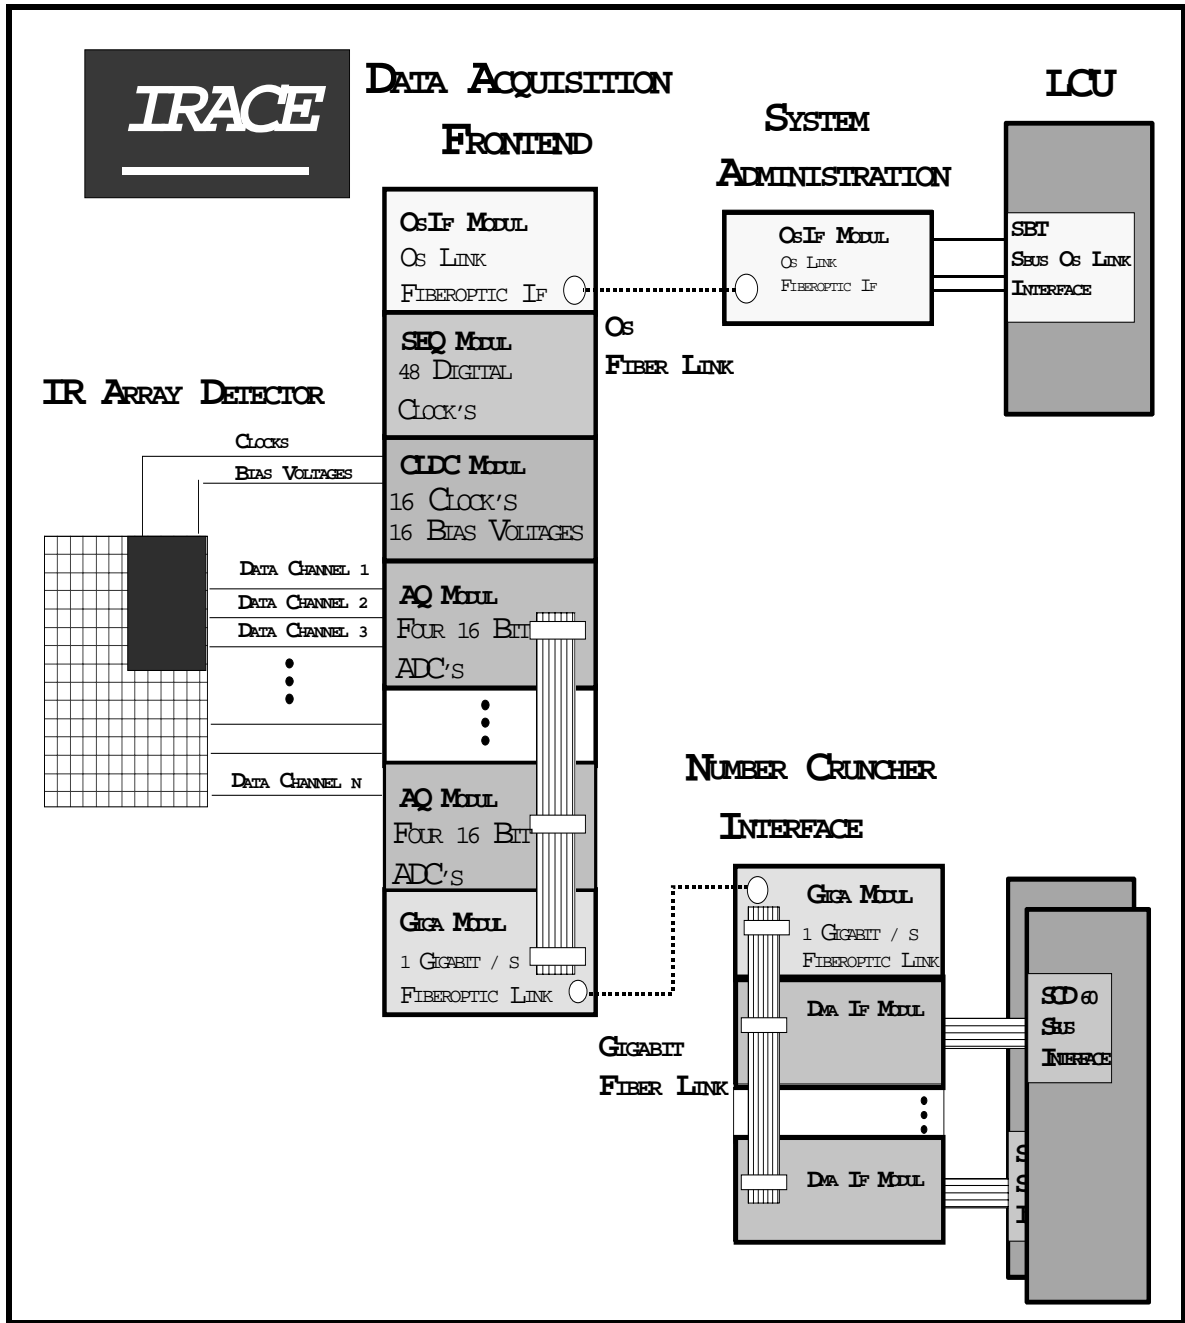 IRACE
DATA ACQUISITION
FRONTEND
SYSTEM
ADMINISTRATION
LCU
OSIF MODUL
OS LINK
FIBEROPTIC IF
OSIF MODUL
OS LINK
FIBEROPTIC IF
SBT
SBUS OS LINK
INTERFACE
OS
FIBER LINK
SEQ MODUL
48 DIGITAL
CLOCK'S
IR ARRAY DETECTOR
CLOCKS
BIAS VOLTAGES
CLDC MODUL
16 CLOCK'S
16 BIAS VOLTAGES
DATA CHANNEL 1
DATA CHANNEL 2
DATA CHANNEL 3
AQ MODUL
FOUR 16 BIT
ADC'S
DATA CHANNEL N
AQ MODUL
FOUR 16 BIT
ADC'S
GIGA MODUL
1 GIGABIT / S
FIBEROPTIC LINK
GIGABIT
FIBER LINK
NUMBER CRUNCHER
INTERFACE
GIGA MODUL
1 GIGABIT / S
FIBEROPTIC LINK
DMA IF MODUL
DMA IF MODUL
SCD 60
SBUS
INTERFACE
S
S
I